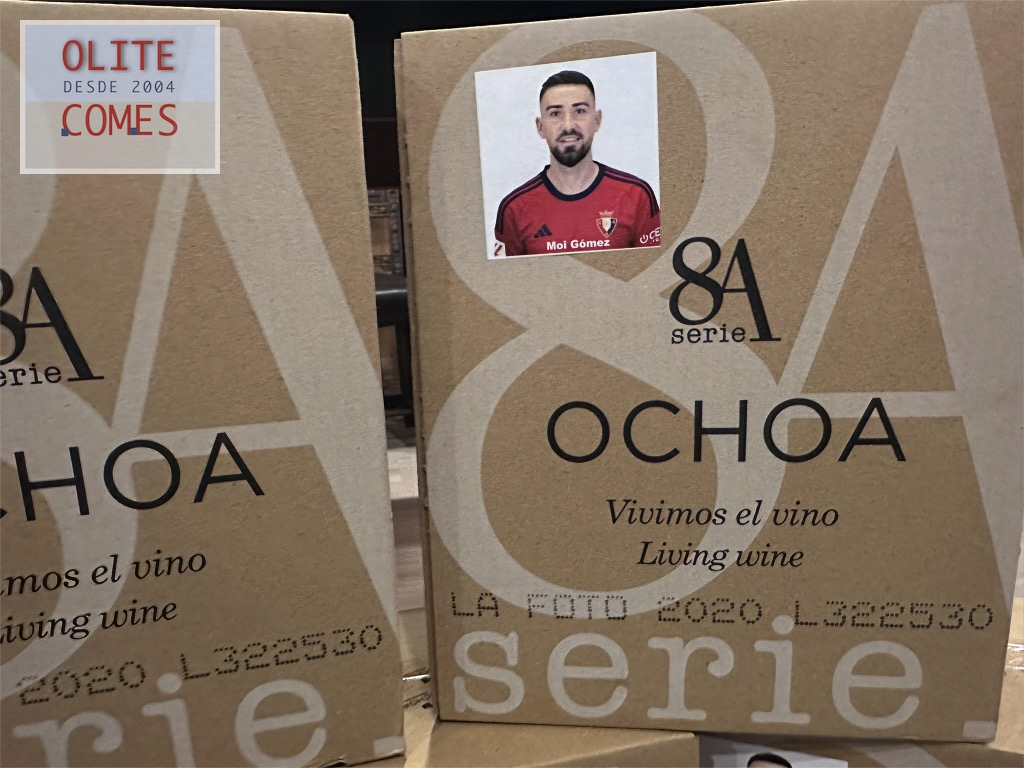 OLITE
DESDE 2004
COMES
Moi Gómez
8A
serie
OCHOA
Vivimos el vino
Living wine
LA FOTO 2020 L322530
serie.
8A
serie
CHOA
mos el vino
iving wine
2020 L322530
rie.
8A